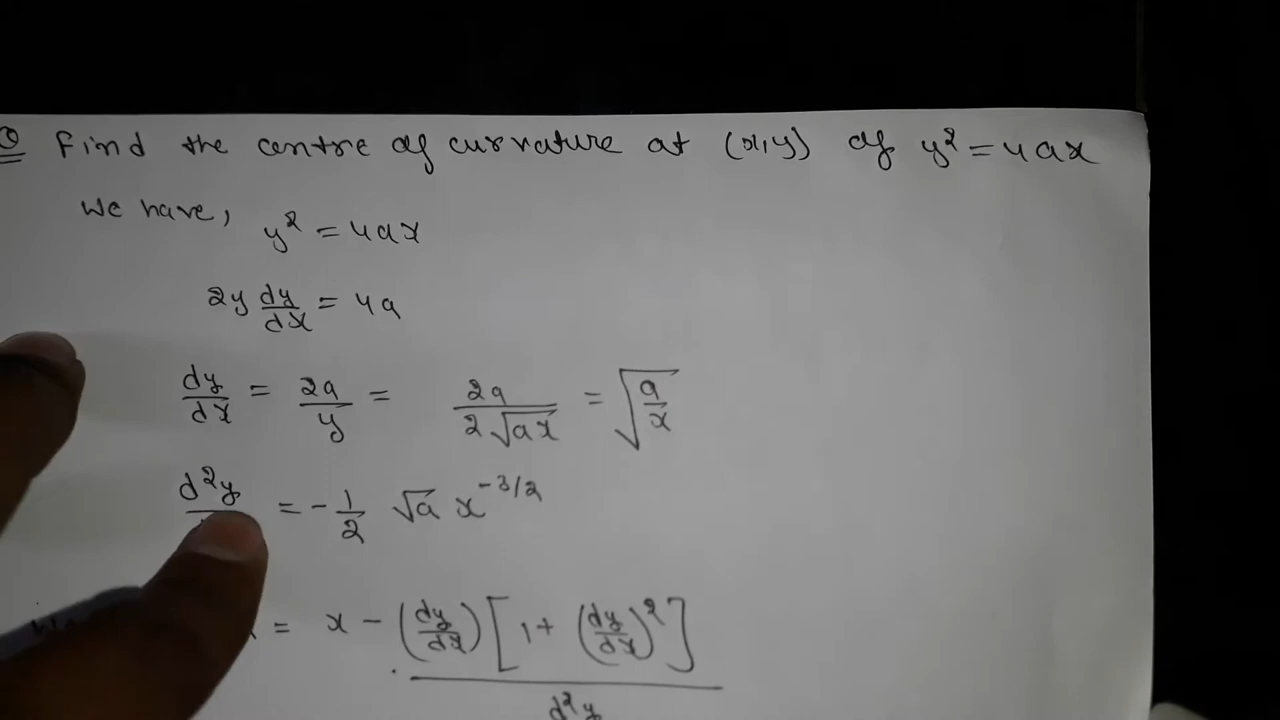 Q Find the centre of curvature at (x,y) of y² = 4ax
We have, y² = 4ax
2y dy/dx = 4a
dy/dx = 2a/y = 2a/2√ax = √a/x
d²y = -1/2 √a x^-3/2
= x - (dy/dx) [1 + (dy/dx)²]
d²y